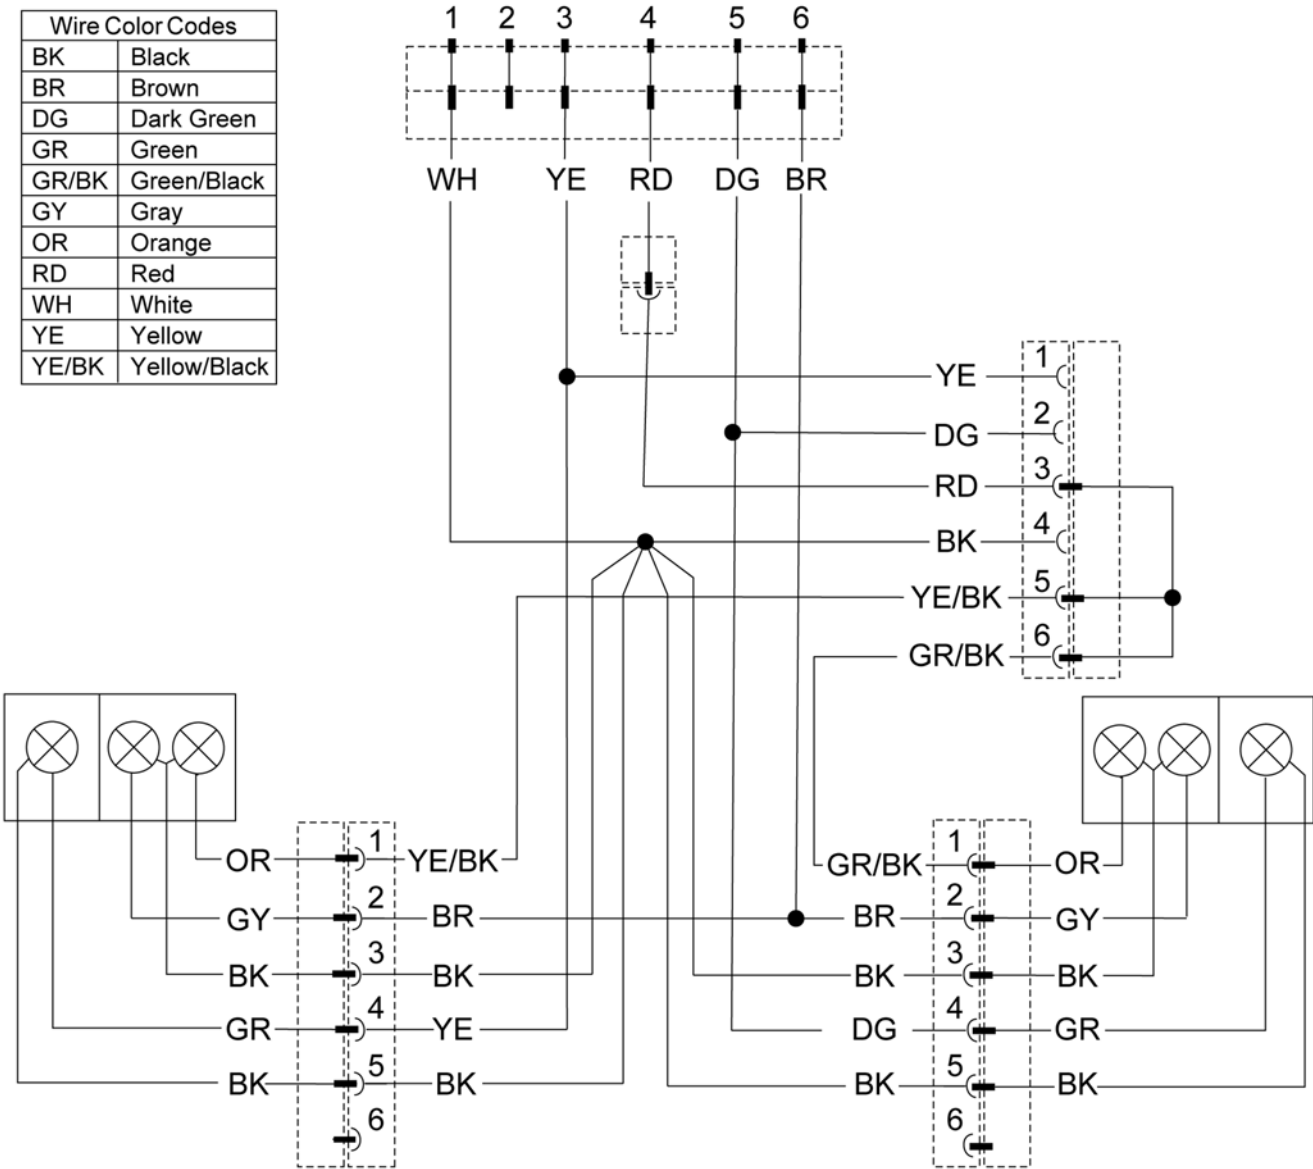 Wire Color Codes
BK Black
BR Brown
DG Dark Green
GR Green
GR/BK Green/Black
GY Gray
OR Orange
RD Red
WH White
YE Yellow
YE/BK Yellow/Black
1 2 3 4 5 6
WH YE RD DG BR
YE 1
DG 2
RD 3
BK 4
YE/BK 5
GR/BK 6
OR 1 YE/BK
GY 2 BR
BK 3 BK
GR 4 YE
BK 5 BK
6
GR/BK 1 OR
BR 2 GY
BK 3 BK
DG 4 GR
BK 5 BK
6